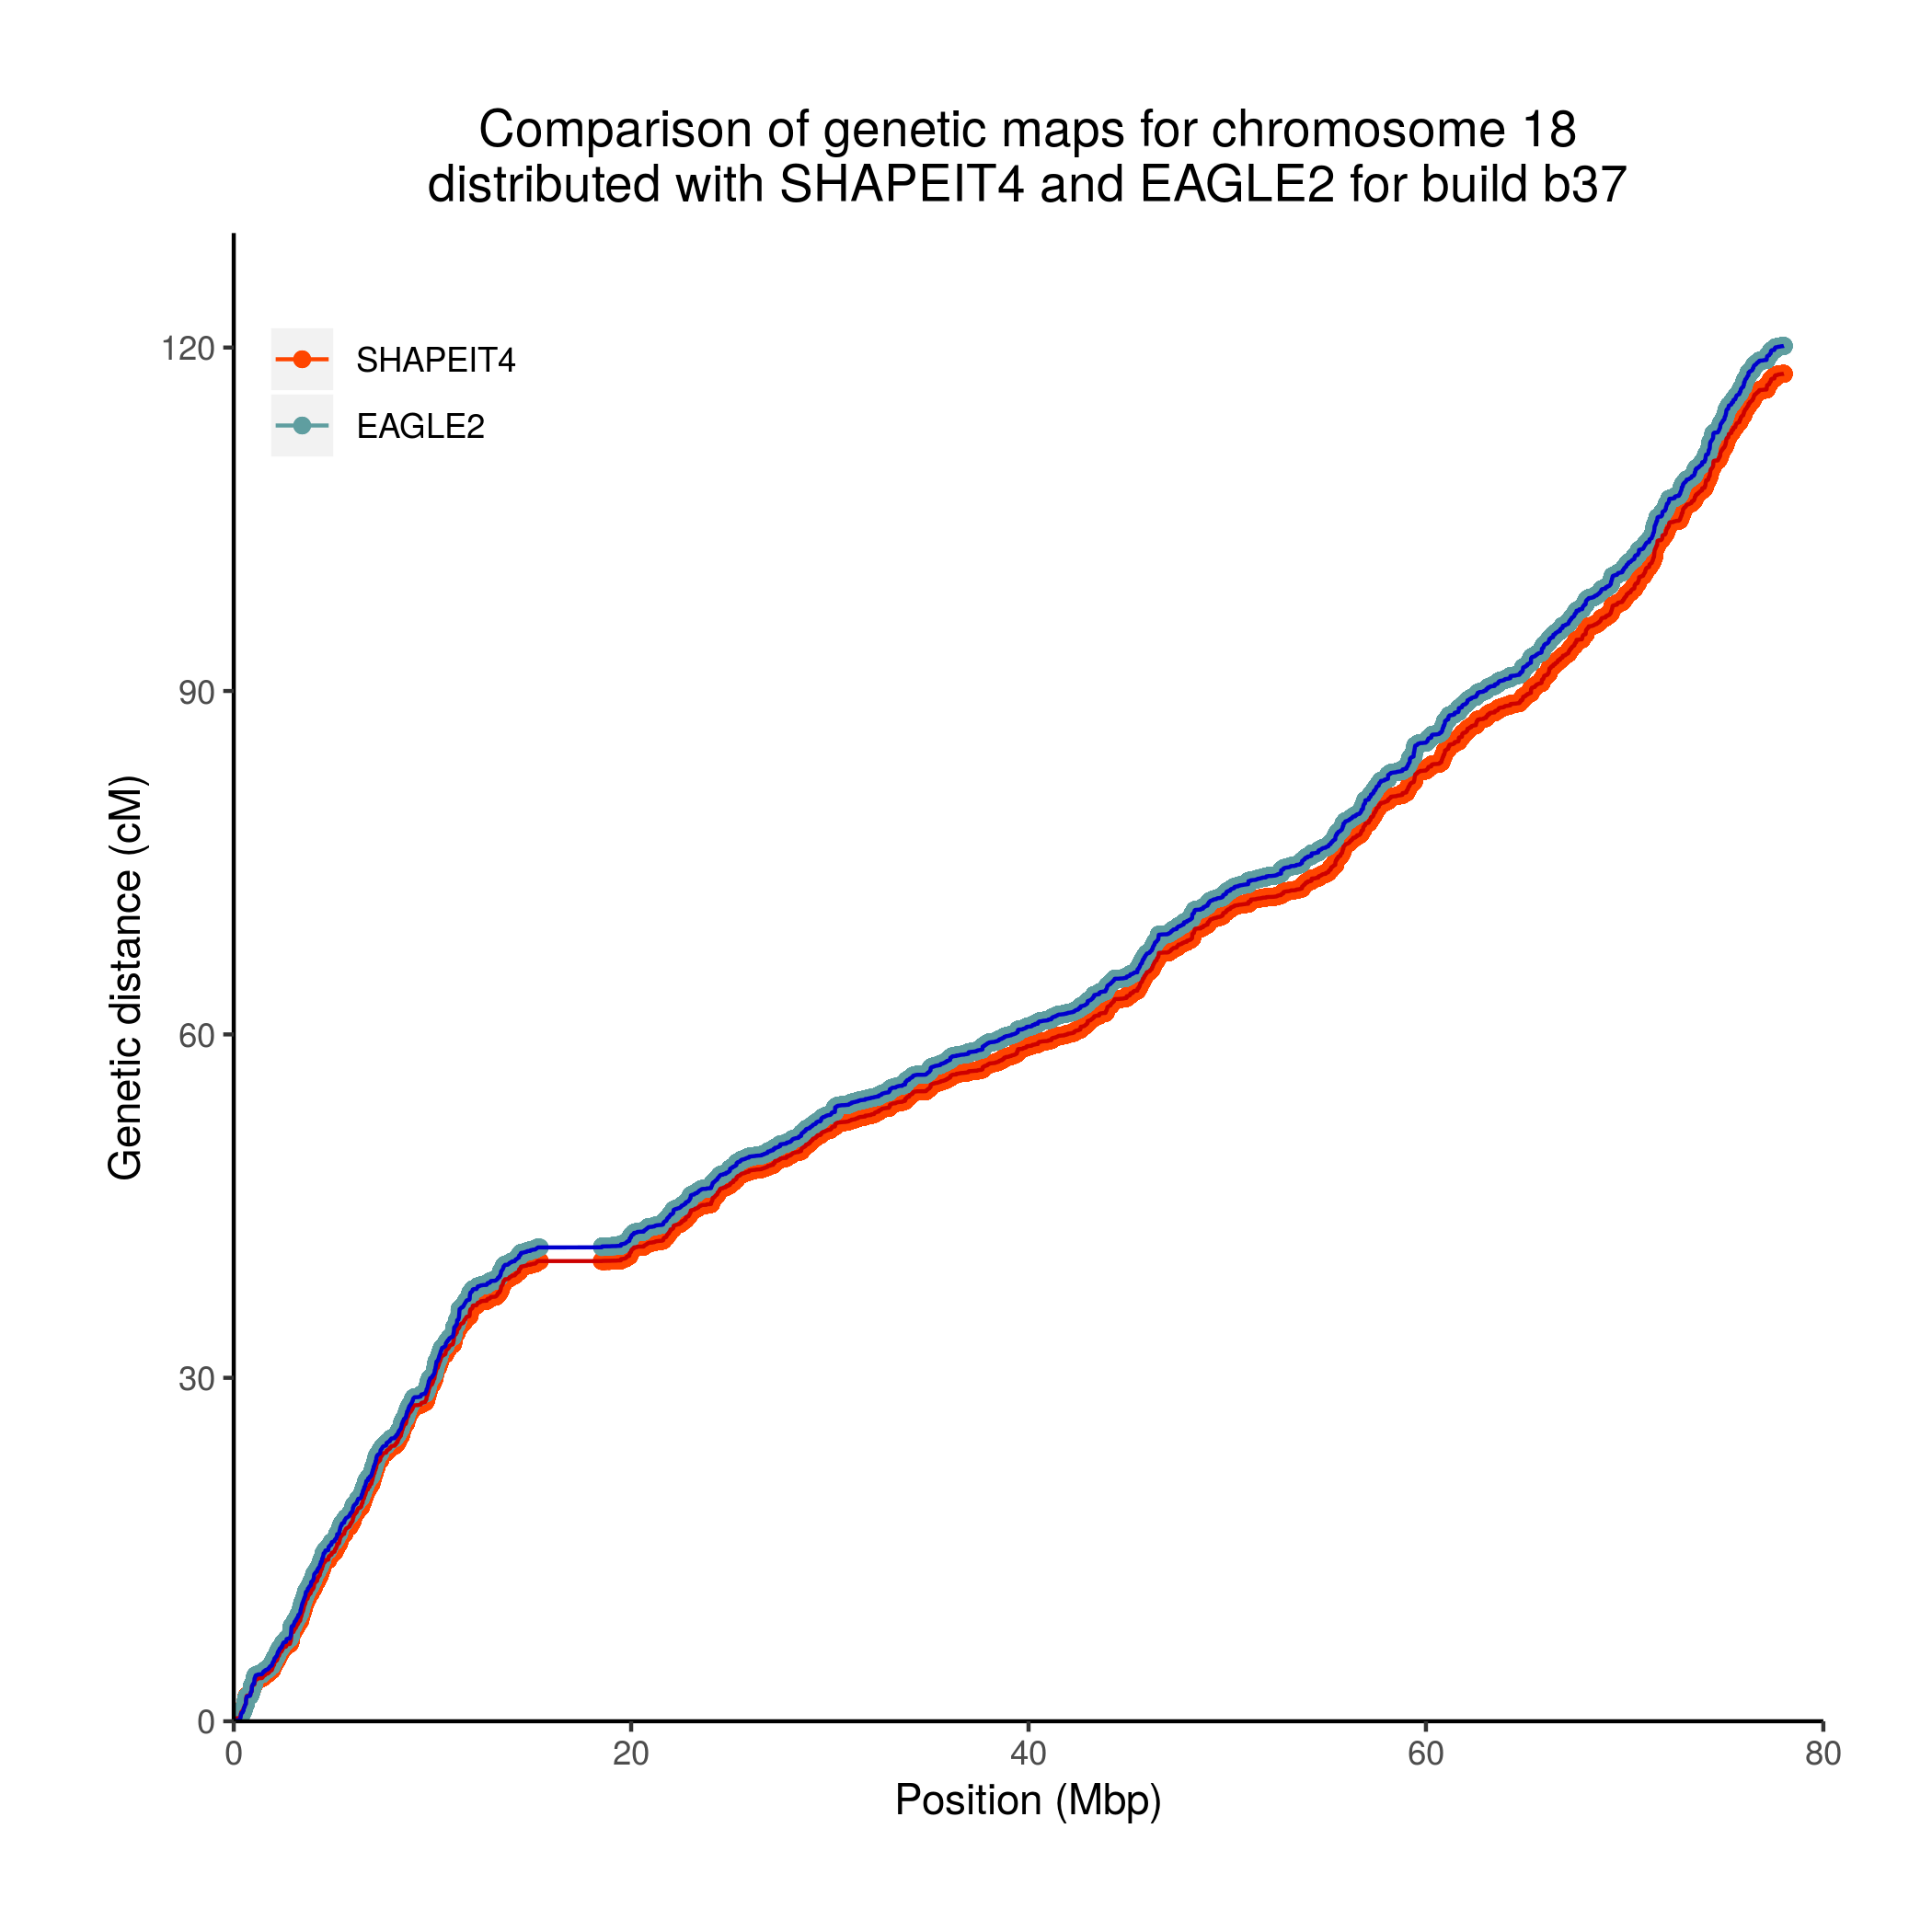 Comparison of genetic maps for chromosome 18
distributed with SHAPEIT4 and EAGLE2 for build b37
120
90
60
30
0
Genetic distance (cM)
SHAPEIT4
EAGLE2
0
20
40
60
80
Position (Mbp)